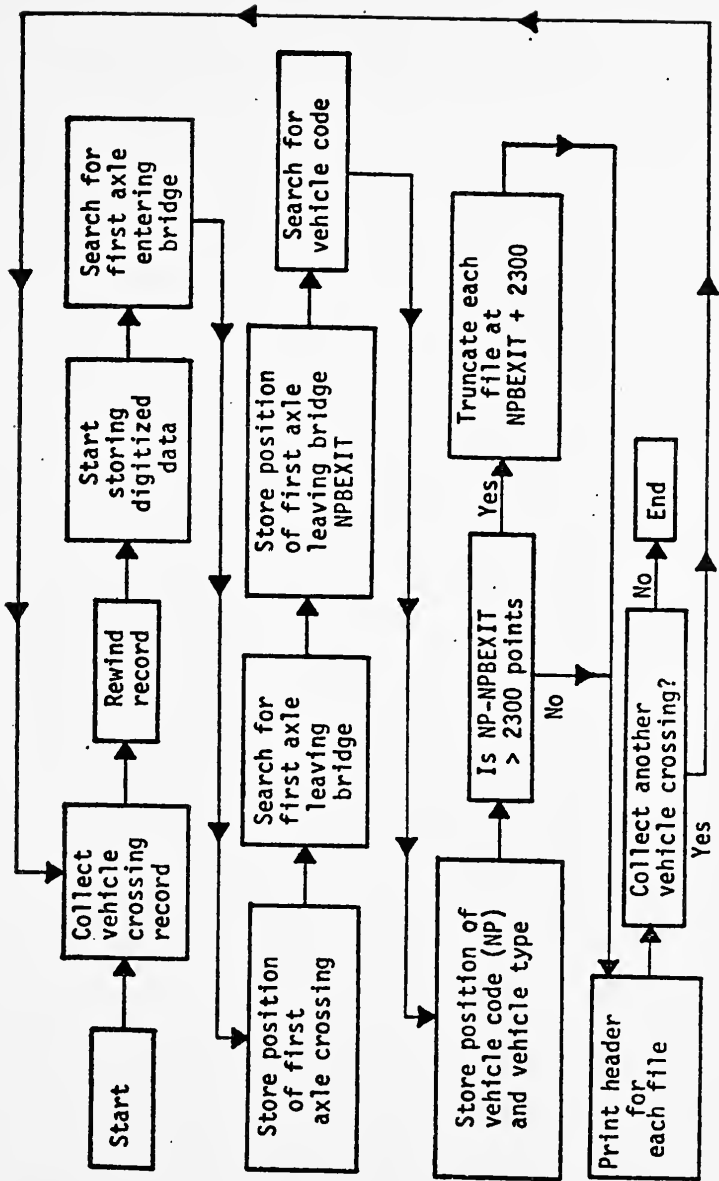 Start
Collect
vehicle
crossing
record
Rewind
record
Start
storing
digitized
data
Search for
first axle
entering
bridge
Store position
of first
axle crossing
Search for
first axle
leaving
bridge
Store position
of first axle
leaving bridge
NPBEXIT
Search for
vehicle code
Store position of
vehicle code (NP)
and vehicle type
Is NP-NPBEXIT
> 2300 points
Yes
No
Truncate each
file at
NPBEXIT + 2300
Print header
for
each file
Collect another
vehicle crossing?
No
Yes
End